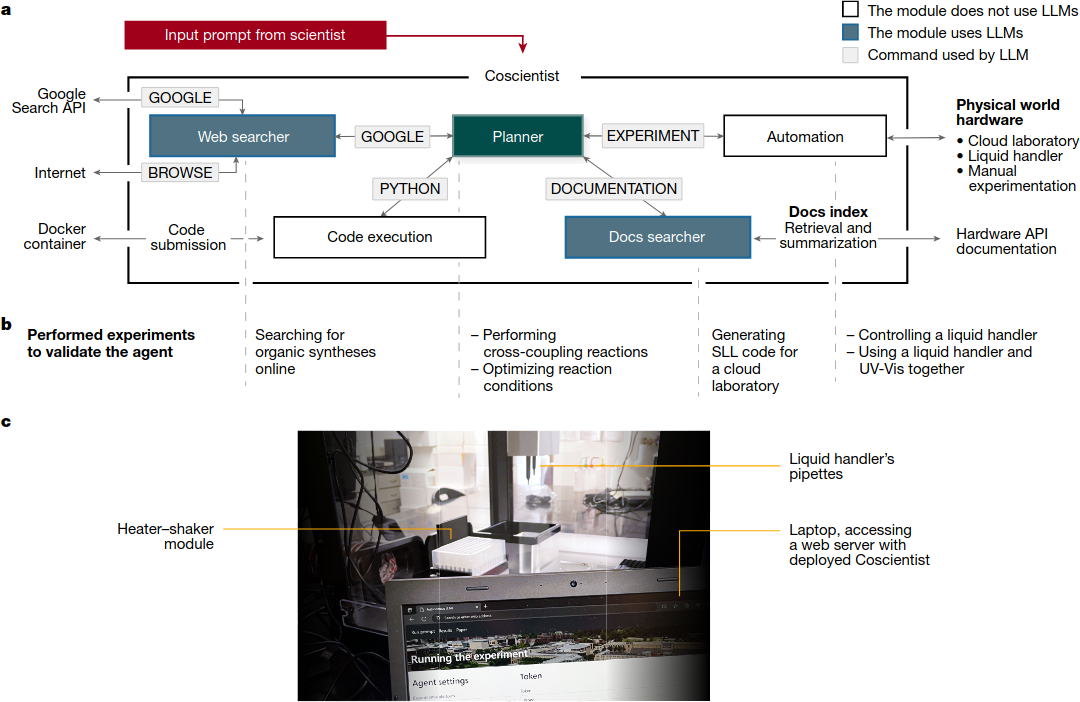 a
Input prompt from scientist
The module does not use LLMs
The module uses LLMs
Command used by LLM
Coscientist
Google
Search API
GOOGLE
Web searcher
GOOGLE
Planner
EXPERIMENT
Automation
Physical world
hardware
• Cloud laboratory
• Liquid handler
• Manual
experimentation
Internet
BROWSE
PYTHON
DOCUMENTATION
Docker
container
Code
submission
Code execution
Docs searcher
Docs index
Retrieval and
summarization
Hardware API
documentation
b
Performed experiments
to validate the agent
Searching for
organic syntheses
online
– Performing
cross-coupling reactions
– Optimizing reaction
conditions
Generating
SLL code for
a cloud
laboratory
– Controlling a liquid handler
– Using a liquid handler and
UV-Vis together
c
Liquid handler's
pipettes
Heater–shaker
module
Laptop, accessing
a web server with
deployed Coscientist
Run prompt Results Paper
Running the experiment
Agent settings
Token